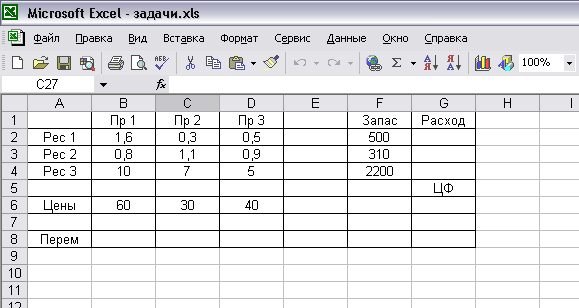 Microsoft Excel - задачи.xls
Файл Правка Вид Вставка Формат Сервис Данные Окно Справка
100%
C27 fx
A B C D E F G H I
1 Пр 1 Пр 2 Пр 3 Запас Расход
2 Рес 1 1,6 0,3 0,5 500
3 Рес 2 0,8 1,1 0,9 310
4 Рес 3 10 7 5 2200
5 ЦФ
6 Цены 60 30 40
7
8 Перем
9
10
11
12